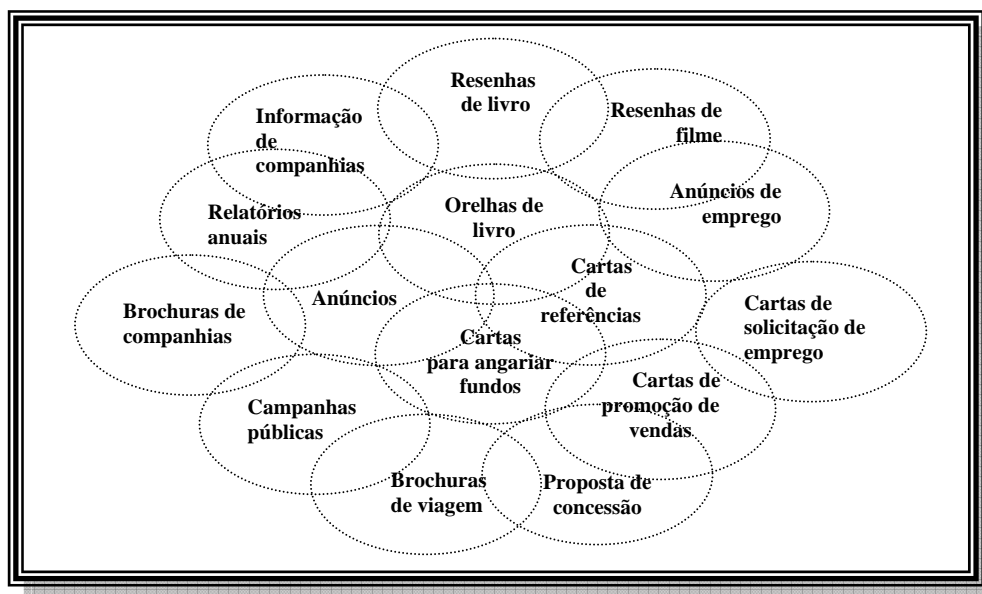 Resenhas
de livro
Resenhas de
filme
Informação
de
companhias
Anúncios de
emprego
Orelhas de
livro
Relatórios
anuais
Cartas
de
referências
Anúncios
Brochuras de
companhias
Cartas de
solicitação de
emprego
Cartas
para angariar
fundos
Cartas de
promoção de
vendas
Campanhas
públicas
Brochuras
de viagem
Proposta de
concessão